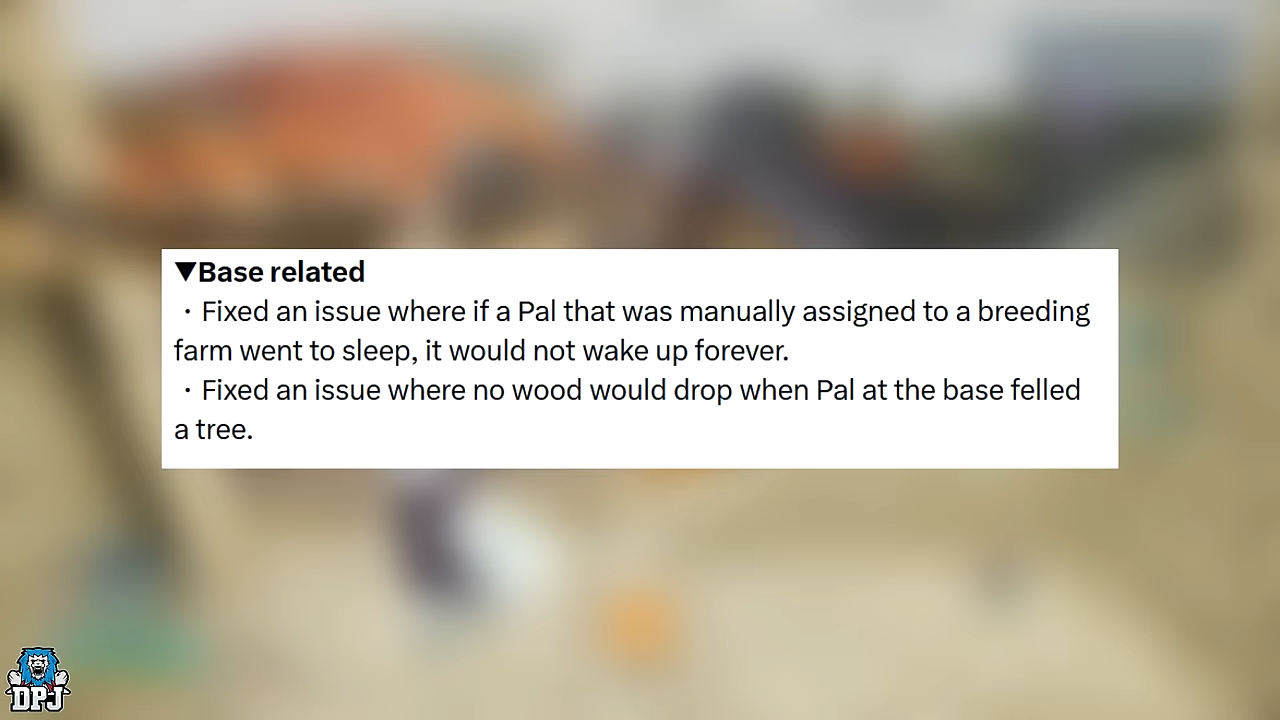 ▼Base related
・Fixed an issue where if a Pal that was manually assigned to a breeding
farm went to sleep, it would not wake up forever.
・Fixed an issue where no wood would drop when Pal at the base felled
a tree.
DPJ